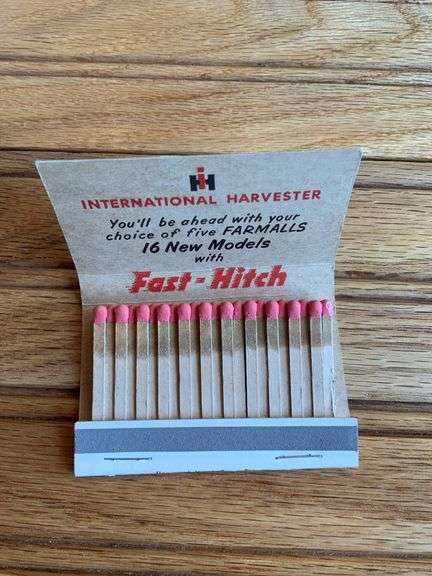 IH
INTERNATIONAL HARVESTER
You'll be ahead with your
choice of five FARMALLS
16 New Models
with
Fast-Hitch